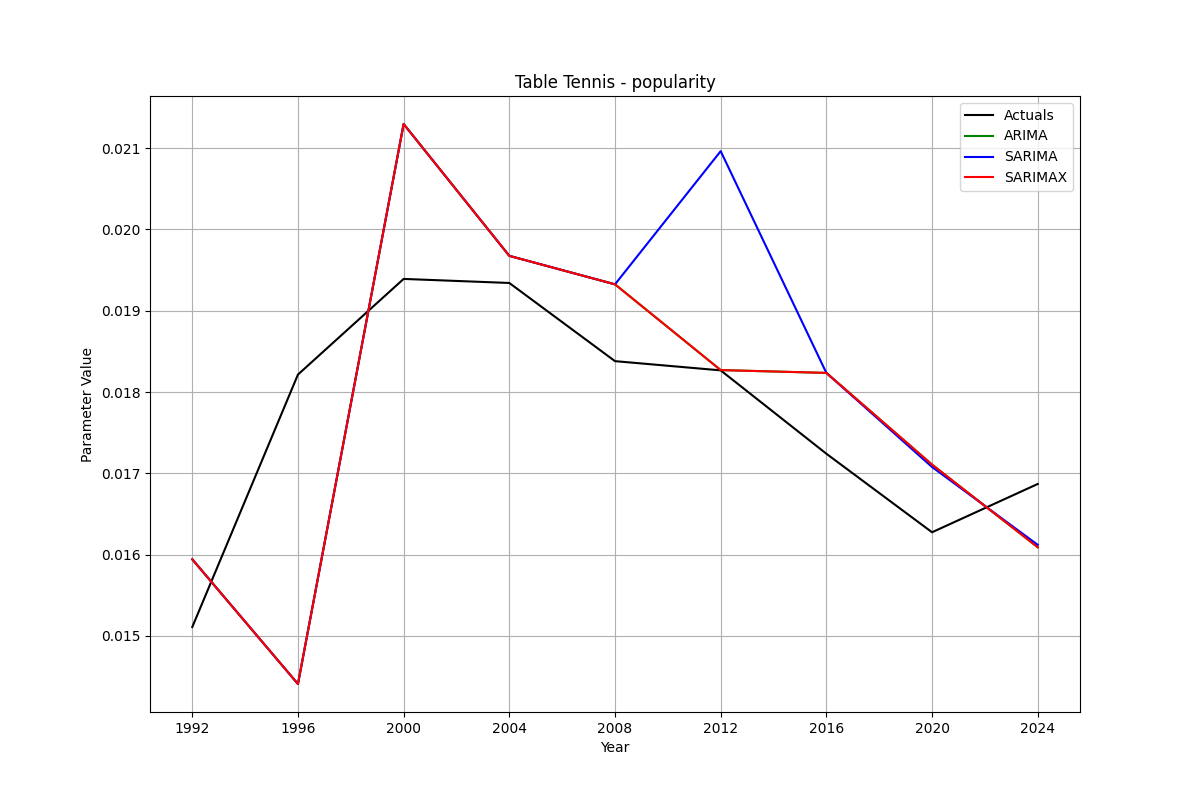 Table Tennis - popularity
Actuals
ARIMA
SARIMA
SARIMAX
0.021
0.020
0.019
0.018
0.017
0.016
0.015
Parameter Value
1992 1996 2000 2004 2008 2012 2016 2020 2024
Year